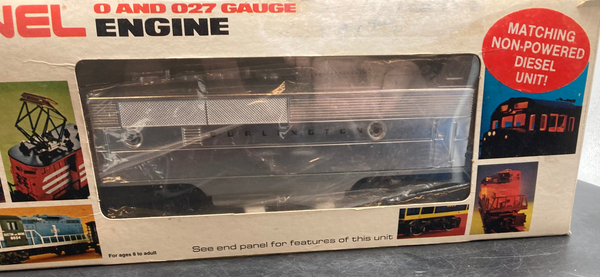 NEL
O AND O27 GAUGE
ENGINE
MATCHING
NON-POWERED
DIESEL
UNIT!
BURLINGTON
For ages 8 to adult
See end panel for features of this unit